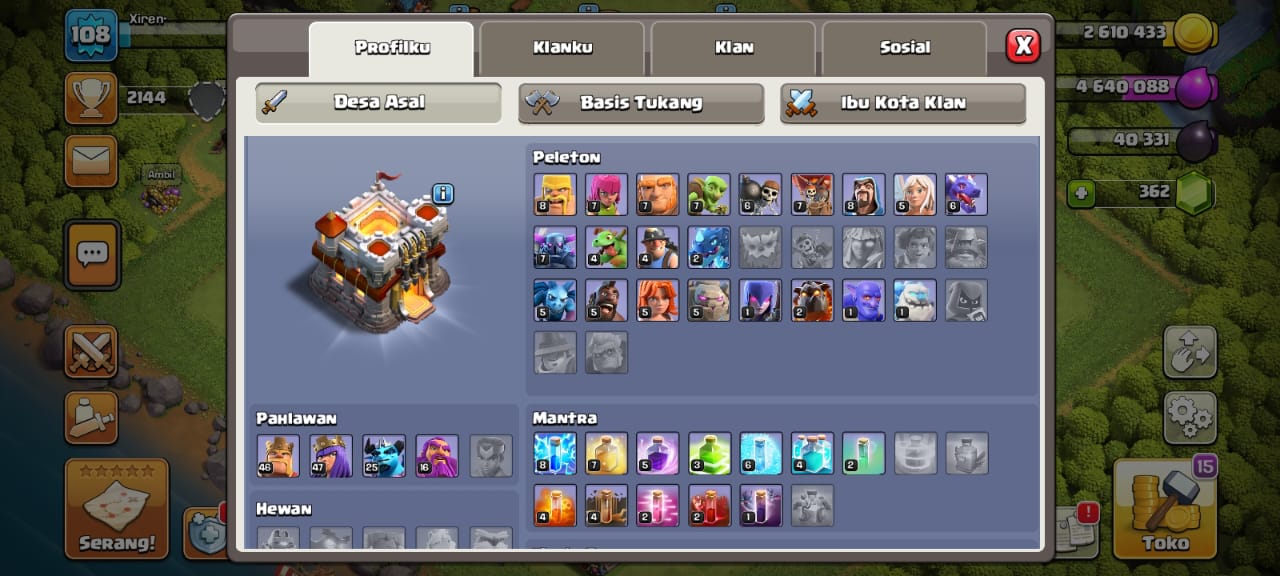 108
Xiren·
2144
Ambil
Serang!
Profilku
Klanku
Klan
Sosial
X
Desa Asal
Basis Tukang
Ibu Kota Klan
i
Peleton
8 7 7 7 6 7 8 5 6
7 4 4 2
5 5 5 5 1 2 1 1
Pahlawan
46 47 25 16
Hewan
Mantra
8 7 5 3 6 4 2
4 4 2 2 1
2 610 433
4 640 088
40 331
362
15
!
Toko